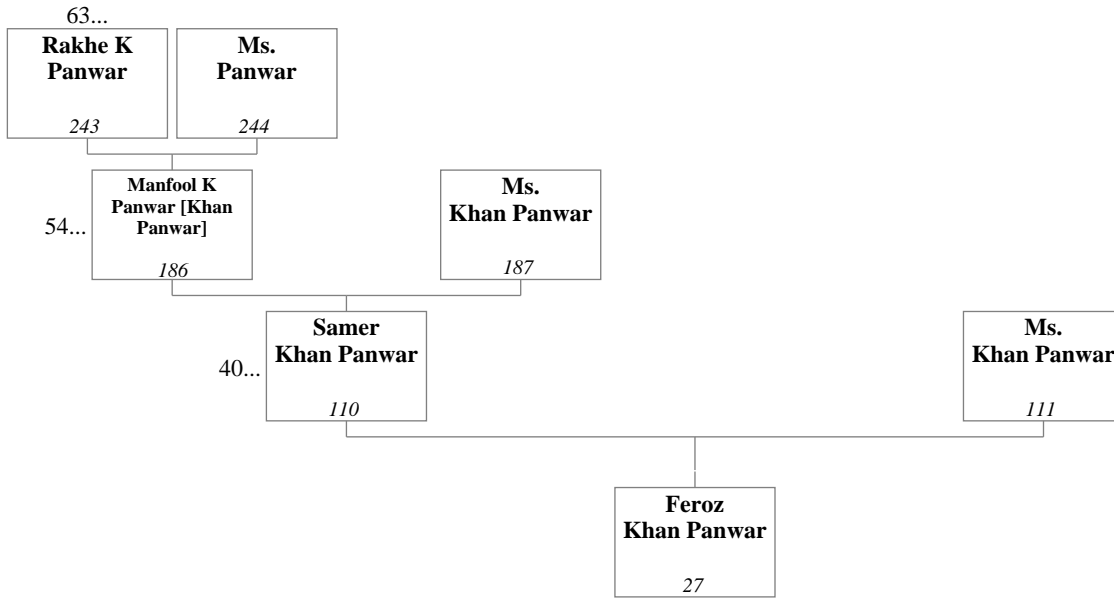 63...
Rakhe K
Panwar
243
Ms.
Panwar
244
54...
Manfool K
Panwar [Khan
Panwar]
186
Ms.
Khan Panwar
187
40...
Samer
Khan Panwar
110
Ms.
Khan Panwar
111
Feroz
Khan Panwar
27